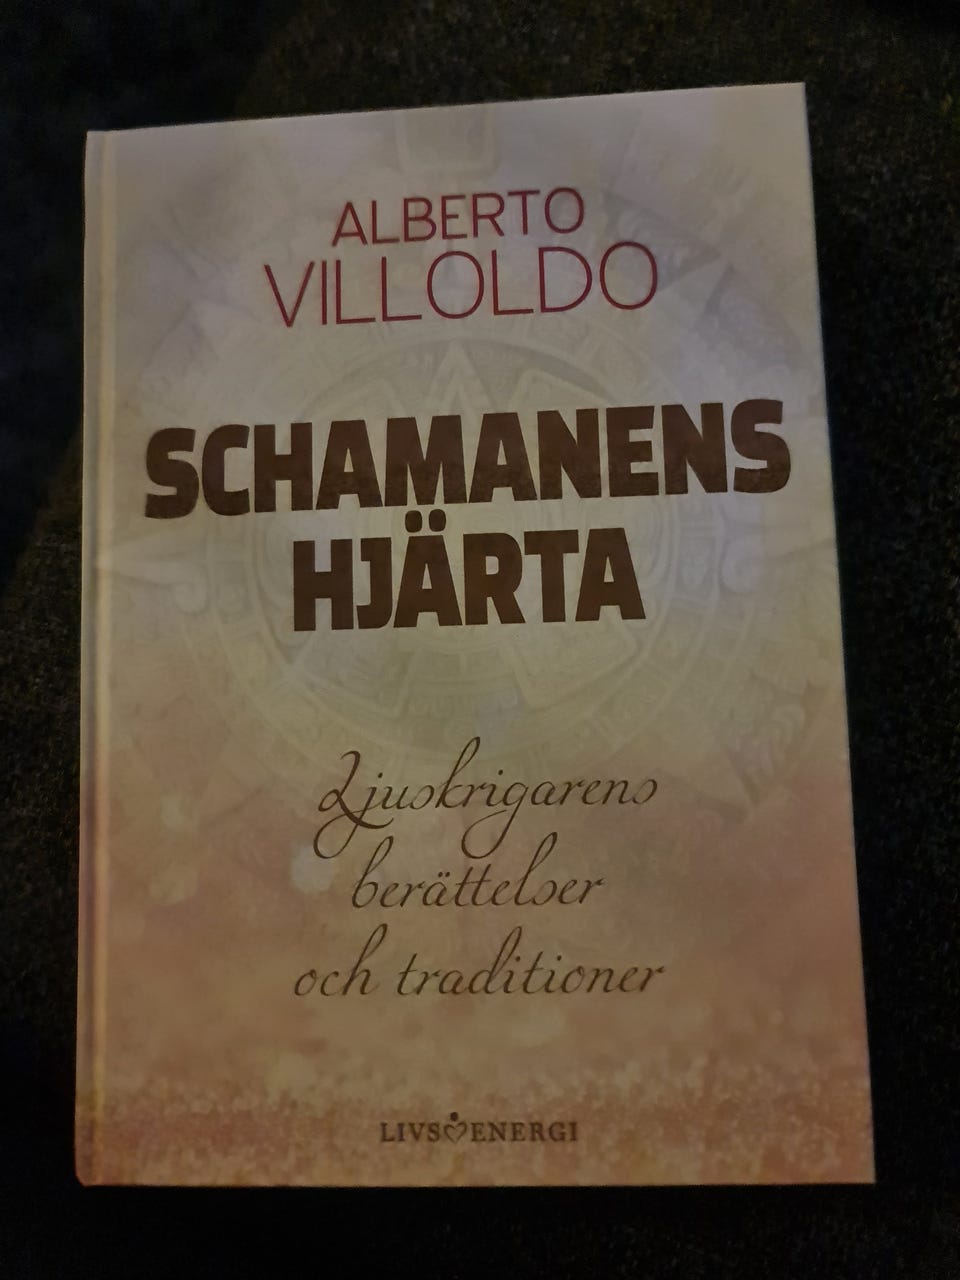 ALBERTO
VILLOLDO
SCHAMANENS
HJÄRTA
Ljuskrigarens
berättelser
och traditioner
LIVSENERGI